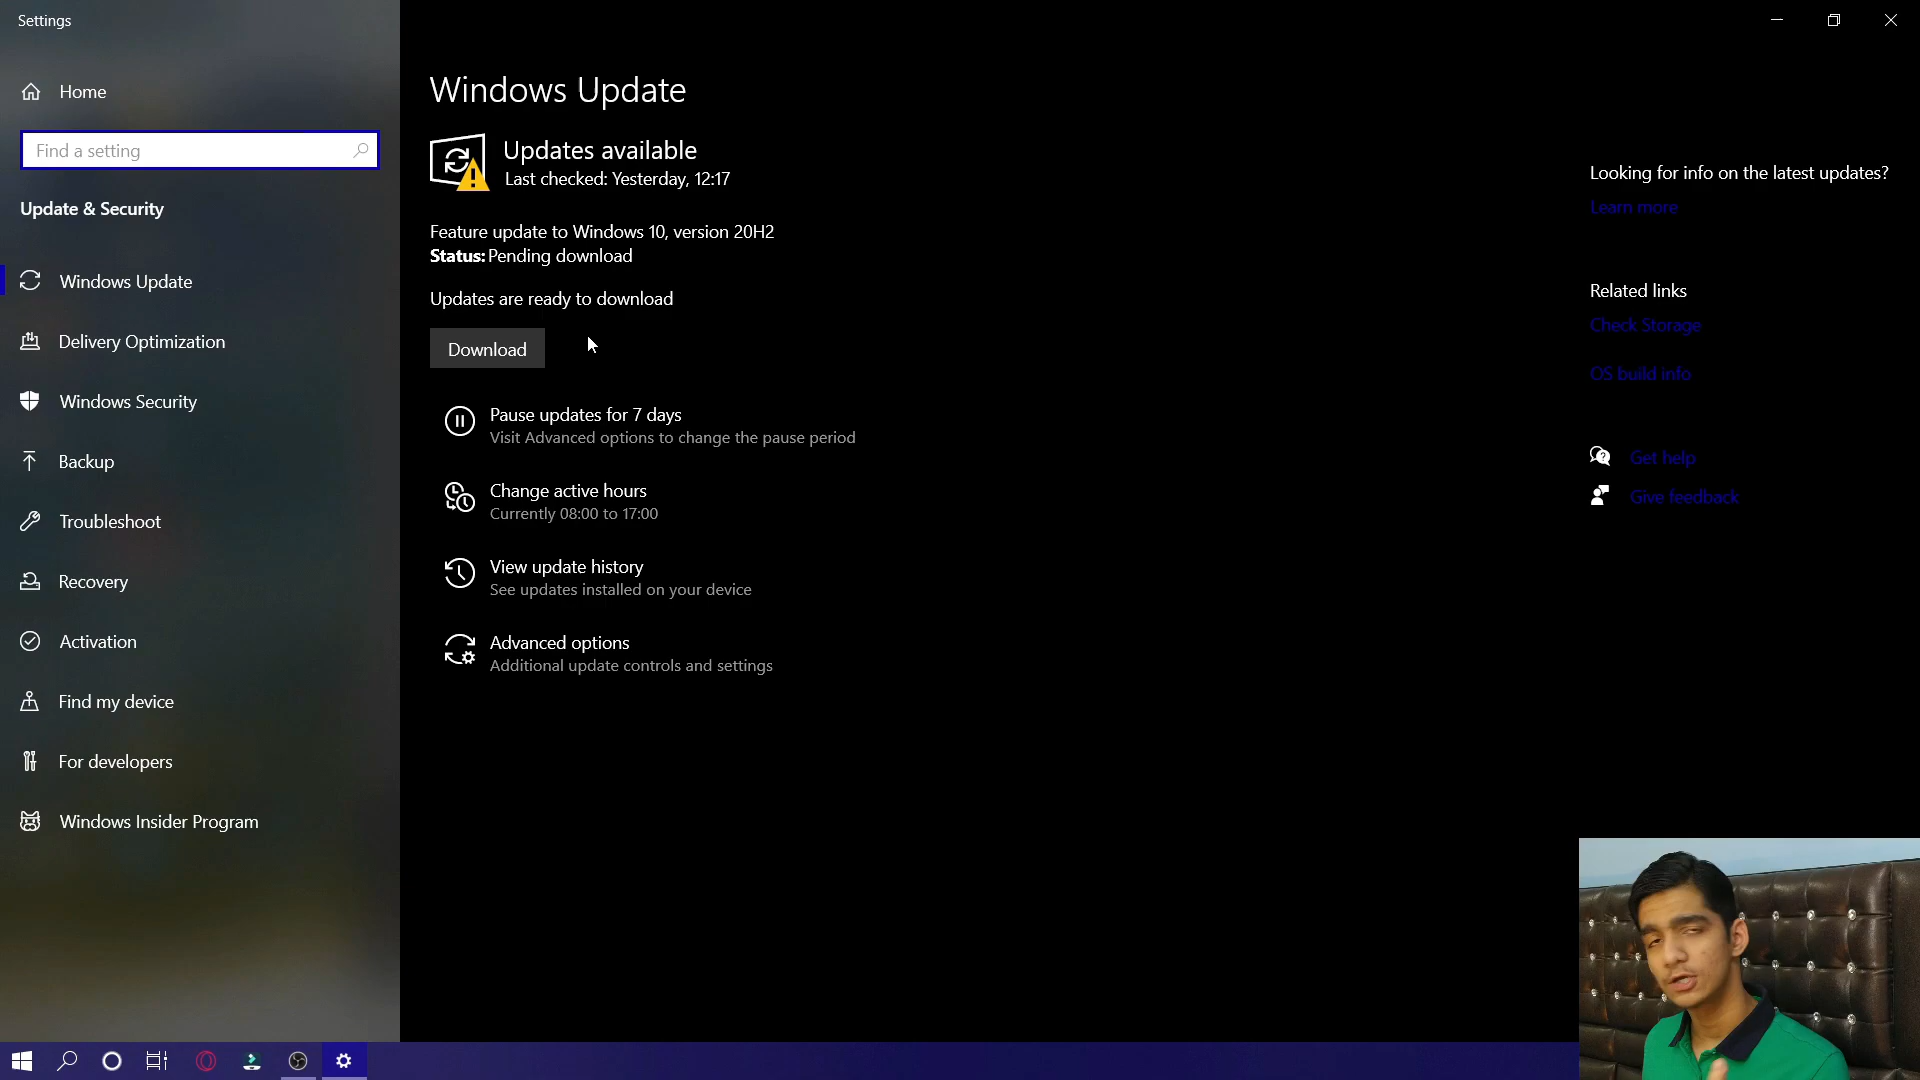 Settings
Home
Find a setting
Update & Security
Windows Update
Delivery Optimization
Windows Security
Backup
Troubleshoot
Recovery
Activation
Find my device
For developers
Windows Insider Program
Windows Update
Updates available
Last checked: Yesterday, 12:17
Feature update to Windows 10, version 20H2
Status: Pending download
Updates are ready to download
Download
Pause updates for 7 days
Visit Advanced options to change the pause period
Change active hours
Currently 08:00 to 17:00
View update history
See updates installed on your device
Advanced options
Additional update controls and settings
Looking for info on the latest updates?
Learn more
Related links
Check Storage
OS build info
Get help
Give feedback